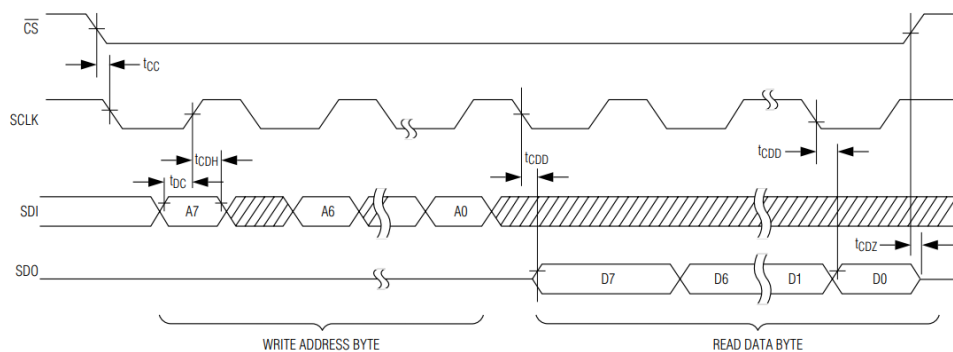 CS
tCC
SCLK
tCDH
tCDD
tCDD
tDC
SDI
A7
A6
A0
tCDZ
SDO
D7
D6
D1
D0
WRITE ADDRESS BYTE
READ DATA BYTE